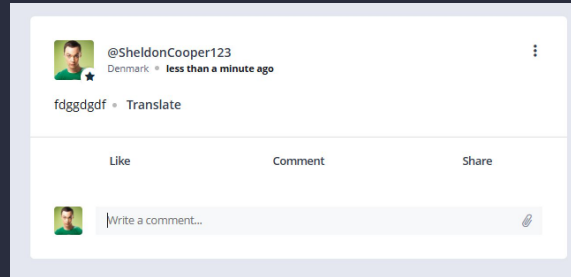 @SheldonCooper123
Denmark • less than a minute ago
fdggdgdf • Translate
Like Comment Share
Write a comment...